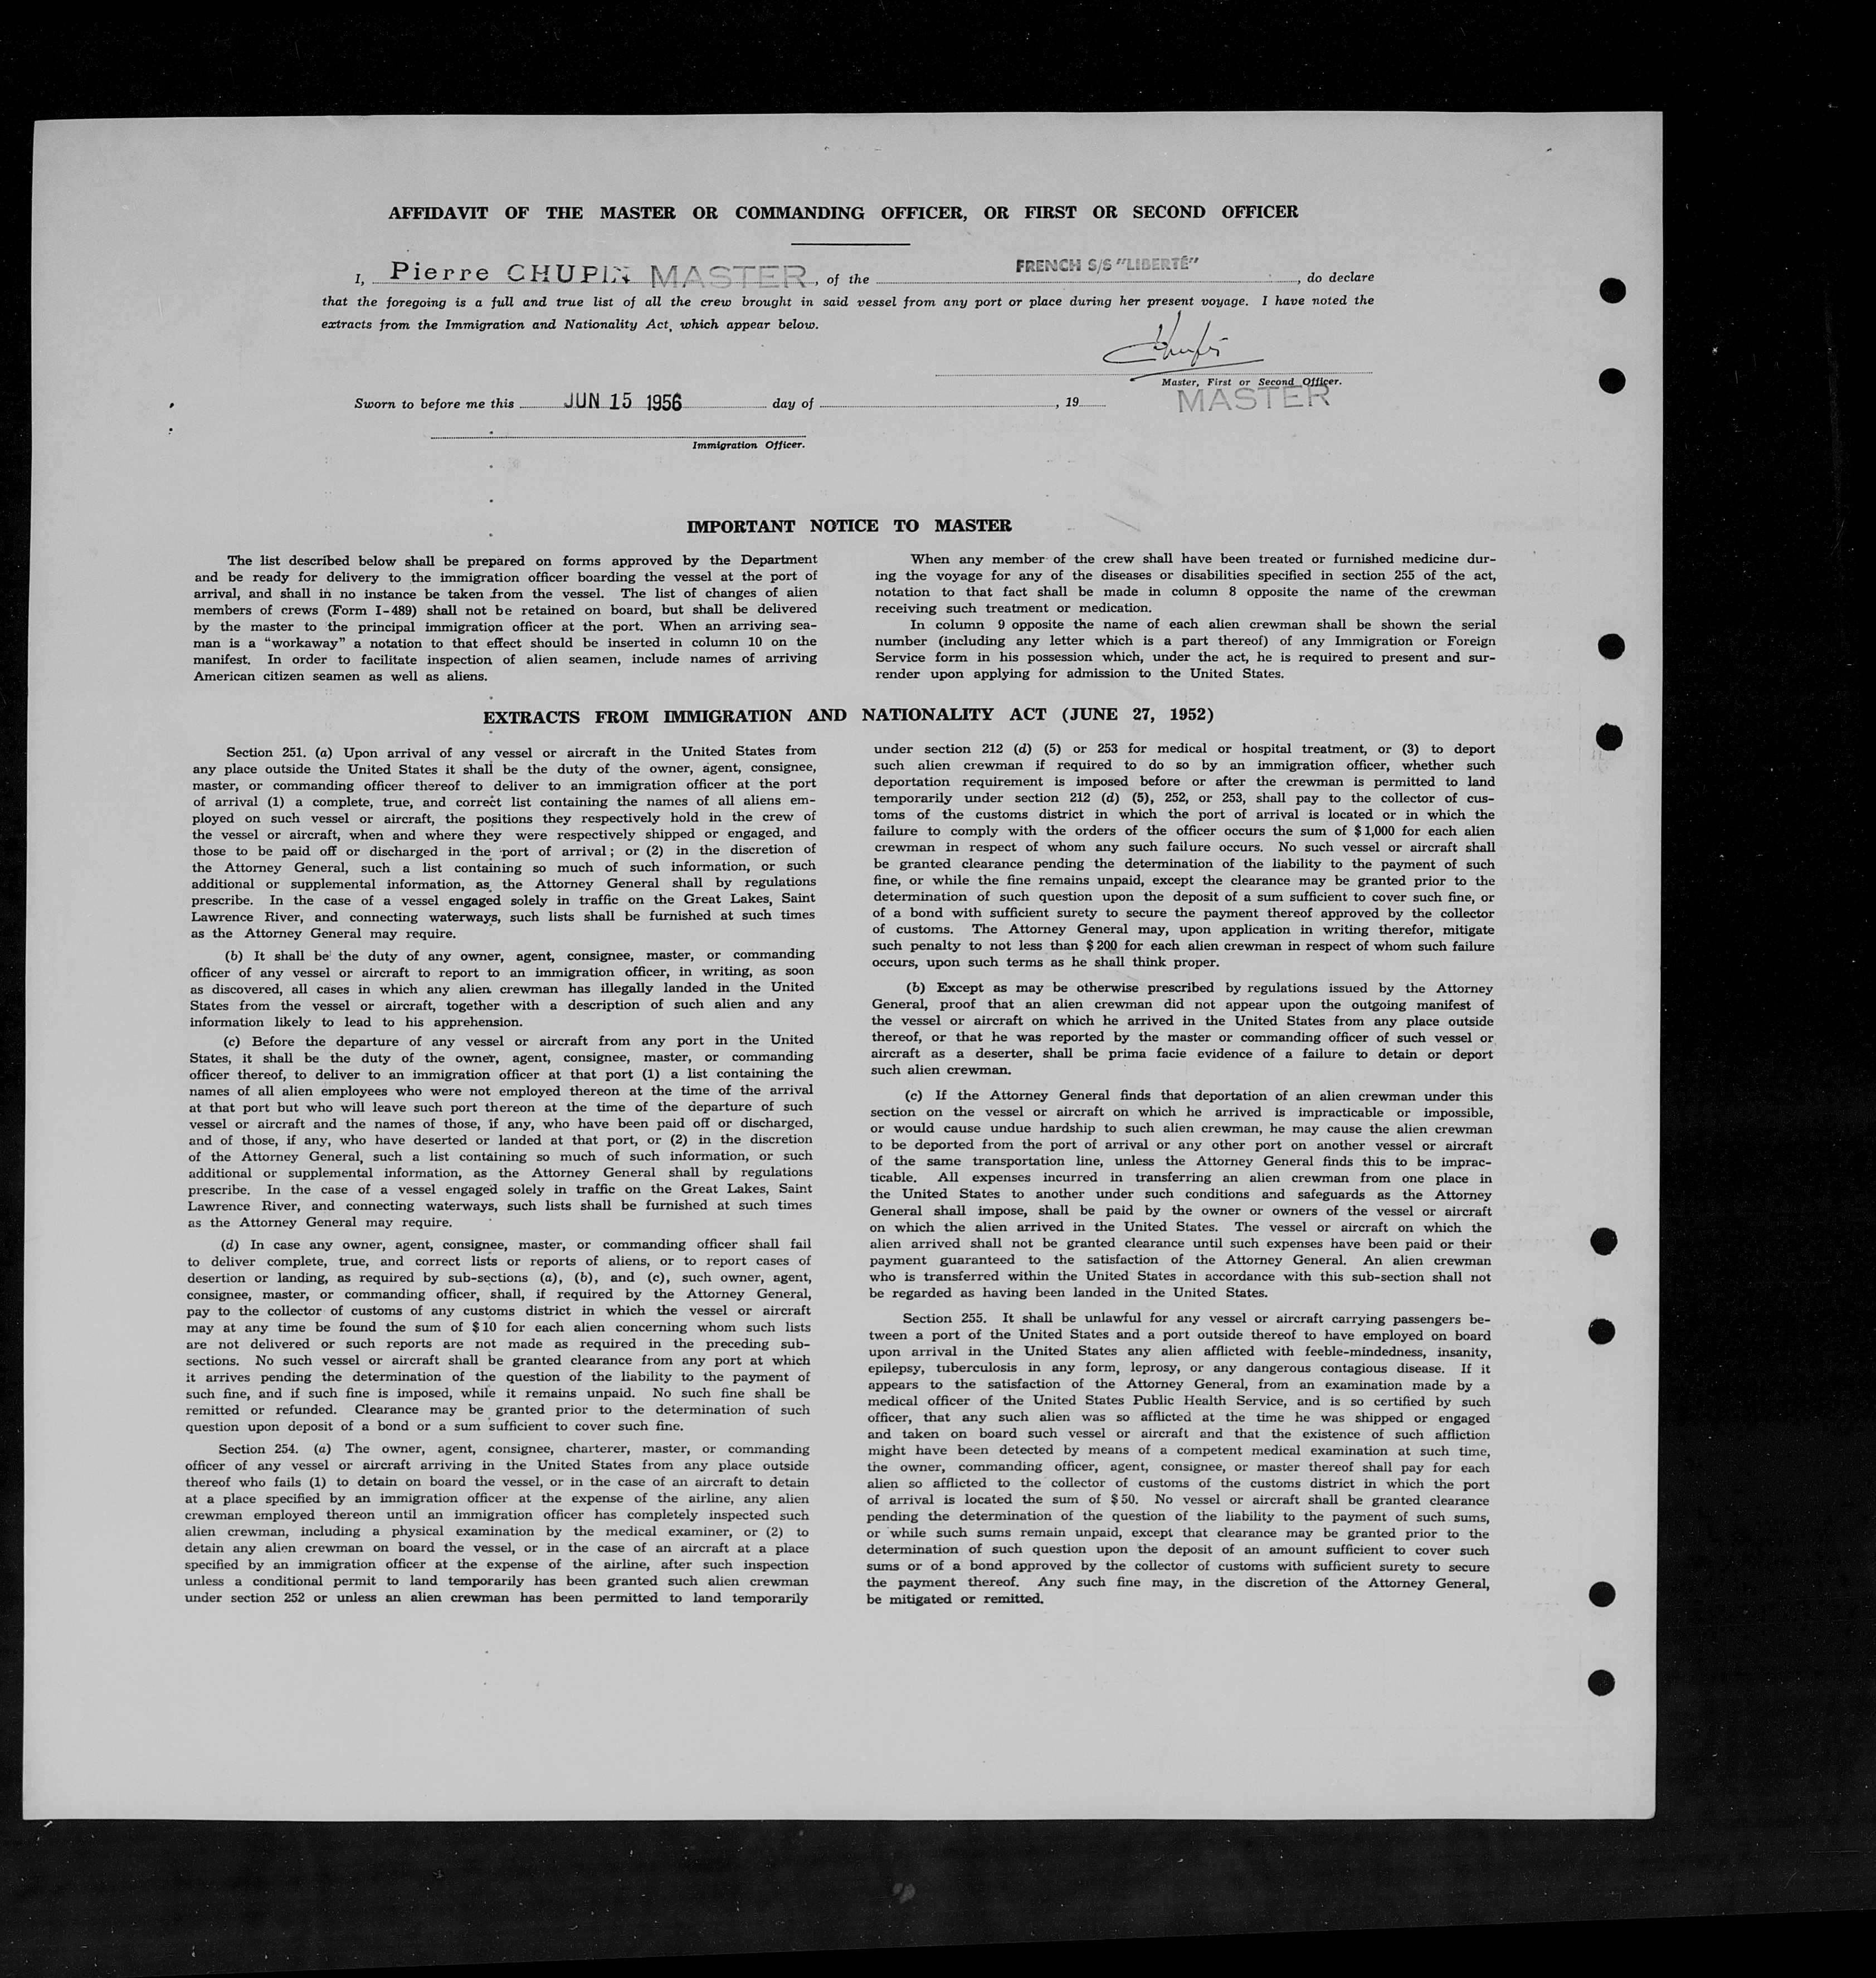 AFFIDAVIT OF THE MASTER OR COMMANDING OFFICER, OR FIRST OR SECOND OFFICER
I, Pierre CHUPIN MASTER, of the FRENCH S/S "LIBERTÉ", do declare
that the foregoing is a full and true list of all the crew brought in said vessel from any port or place during her present voyage. I have noted the
extracts from the Immigration and Nationality Act, which appear below.
Chupin
Master, First or Second Officer.
MASTER
Sworn to before me this JUN 15 1956 day of , 19
Immigration Officer.
IMPORTANT NOTICE TO MASTER
The list described below shall be prepared on forms approved by the Department
and be ready for delivery to the immigration officer boarding the vessel at the port of
arrival, and shall in no instance be taken from the vessel. The list of changes of alien
members of crews (Form I-489) shall not be retained on board, but shall be delivered
by the master to the principal immigration officer at the port. When an arriving sea-
man is a "workaway" a notation to that effect should be inserted in column 10 on the
manifest. In order to facilitate inspection of alien seamen, include names of arriving
American citizen seamen as well as aliens.
When any member of the crew shall have been treated or furnished medicine dur-
ing the voyage for any of the diseases or disabilities specified in section 255 of the act,
notation to that fact shall be made in column 8 opposite the name of the crewman
receiving such treatment or medication.
In column 9 opposite the name of each alien crewman shall be shown the serial
number (including any letter which is a part thereof) of any Immigration or Foreign
Service form in his possession which, under the act, he is required to present and sur-
render upon applying for admission to the United States.
EXTRACTS FROM IMMIGRATION AND NATIONALITY ACT (JUNE 27, 1952)
Section 251. (a) Upon arrival of any vessel or aircraft in the United States from
any place outside the United States it shall be the duty of the owner, agent, consignee,
master, or commanding officer thereof to deliver to an immigration officer at the port
of arrival (1) a complete, true, and correct list containing the names of all aliens em-
ployed on such vessel or aircraft, the positions they respectively hold in the crew of
the vessel or aircraft, when and where they were respectively shipped or engaged, and
those to be paid off or discharged in the port of arrival; or (2) in the discretion of
the Attorney General, such a list containing so much of such information, or such
additional or supplemental information, as the Attorney General shall by regulations
prescribe. In the case of a vessel engaged solely in traffic on the Great Lakes, Saint
Lawrence River, and connecting waterways, such lists shall be furnished at such times
as the Attorney General may require.
(b) It shall be the duty of any owner, agent, consignee, master, or commanding
officer of any vessel or aircraft to report to an immigration officer, in writing, as soon
as discovered, all cases in which any alien crewman has illegally landed in the United
States from the vessel or aircraft, together with a description of such alien and any
information likely to lead to his apprehension.
(c) Before the departure of any vessel or aircraft from any port in the United
States, it shall be the duty of the owner, agent, consignee, master, or commanding
officer thereof, to deliver to an immigration officer at that port (1) a list containing the
names of all alien employees who were not employed thereon at the time of the arrival
at that port but who will leave such port thereon at the time of the departure of such
vessel or aircraft and the names of those, if any, who have been paid off or discharged,
and of those, if any, who have deserted or landed at that port, or (2) in the discretion
of the Attorney General, such a list containing so much of such information, or such
additional or supplemental information, as the Attorney General shall by regulations
prescribe. In the case of a vessel engaged solely in traffic on the Great Lakes, Saint
Lawrence River, and connecting waterways, such lists shall be furnished at such times
as the Attorney General may require.
(d) In case any owner, agent, consignee, master, or commanding officer shall fail
to deliver complete, true, and correct lists or reports of aliens, or to report cases of
desertion or landing, as required by sub-sections (a), (b), and (c), such owner, agent,
consignee, master, or commanding officer, shall, if required by the Attorney General,
pay to the collector of customs of any customs district in which the vessel or aircraft
may at any time be found the sum of $10 for each alien concerning whom such lists
are not delivered or such reports are not made as required in the preceding sub-
sections. No such vessel or aircraft shall be granted clearance from any port at which
it arrives pending the determination of the question of the liability to the payment of
such fine, and if such fine is imposed, while it remains unpaid. No such fine shall be
remitted or refunded. Clearance may be granted prior to the determination of such
question upon deposit of a bond or a sum sufficient to cover such fine.
Section 254. (a) The owner, agent, consignee, charterer, master, or commanding
officer of any vessel or aircraft arriving in the United States from any place outside
thereof who fails (1) to detain on board the vessel, or in the case of an aircraft to detain
at a place specified by an immigration officer at the expense of the airline, any alien
crewman employed thereon until an immigration officer has completely inspected such
alien crewman, including a physical examination by the medical examiner, or (2) to
detain any alien crewman on board the vessel, or in the case of an aircraft at a place
specified by an immigration officer at the expense of the airline, after such inspection
unless a conditional permit to land temporarily has been granted such alien crewman
under section 252 or unless an alien crewman has been permitted to land temporarily
under section 212 (d) (5) or 253 for medical or hospital treatment, or (3) to deport
such alien crewman if required to do so by an immigration officer, whether such
deportation requirement is imposed before or after the crewman is permitted to land
temporarily under section 212 (d) (5), 252, or 253, shall pay to the collector of cus-
toms of the customs district in which the port of arrival is located or in which the
failure to comply with the orders of the officer occurs the sum of $1,000 for each alien
crewman in respect of whom any such failure occurs. No such vessel or aircraft shall
be granted clearance pending the determination of the liability to the payment of such
fine, or while the fine remains unpaid, except the clearance may be granted prior to the
determination of such question upon the deposit of a sum sufficient to cover such fine, or
of a bond with sufficient surety to secure the payment thereof approved by the collector
of customs. The Attorney General may, upon application in writing therefor, mitigate
such penalty to not less than $200 for each alien crewman in respect of whom such failure
occurs, upon such terms as he shall think proper.
(b) Except as may be otherwise prescribed by regulations issued by the Attorney
General, proof that an alien crewman did not appear upon the outgoing manifest of
the vessel or aircraft on which he arrived in the United States from any place outside
thereof, or that he was reported by the master or commanding officer of such vessel or
aircraft as a deserter, shall be prima facie evidence of a failure to detain or deport
such alien crewman.
(c) If the Attorney General finds that deportation of an alien crewman under this
section on the vessel or aircraft on which he arrived is impracticable or impossible,
or would cause undue hardship to such alien crewman, he may cause the alien crewman
to be deported from the port of arrival or any other port on another vessel or aircraft
of the same transportation line, unless the Attorney General finds this to be imprac-
ticable. All expenses incurred in transferring an alien crewman from one place in
the United States to another under such conditions and safeguards as the Attorney
General shall impose, shall be paid by the owner or owners of the vessel or aircraft
on which the alien arrived in the United States. The vessel or aircraft on which the
alien arrived shall not be granted clearance until such expenses have been paid or their
payment guaranteed to the satisfaction of the Attorney General. An alien crewman
who is transferred within the United States in accordance with this sub-section shall not
be regarded as having been landed in the United States.
Section 255. It shall be unlawful for any vessel or aircraft carrying passengers be-
tween a port of the United States and a port outside thereof to have employed on board
upon arrival in the United States any alien afflicted with feeble-mindedness, insanity,
epilepsy, tuberculosis in any form, leprosy, or any dangerous contagious disease. If it
appears to the satisfaction of the Attorney General, from an examination made by a
medical officer of the United States Public Health Service, and is so certified by such
officer, that any such alien was so afflicted at the time he was shipped or engaged
and taken on board such vessel or aircraft and that the existence of such affliction
might have been detected by means of a competent medical examination at such time,
the owner, commanding officer, agent, consignee, or master thereof shall pay for each
alien so afflicted to the collector of customs of the customs district in which the port
of arrival is located the sum of $50. No vessel or aircraft shall be granted clearance
pending the determination of the question of the liability to the payment of such sums,
or while such sums remain unpaid, except that clearance may be granted prior to the
determination of such question upon the deposit of an amount sufficient to cover such
sums or of a bond approved by the collector of customs with sufficient surety to secure
the payment thereof. Any such fine may, in the discretion of the Attorney General,
be mitigated or remitted.